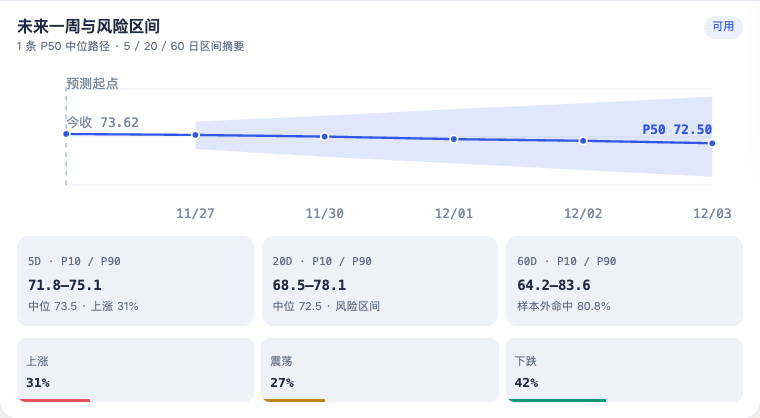 未来一周与风险区间
可用
1 条 P50 中位路径 · 5 / 20 / 60 日区间摘要
预测起点
今收 73.62
P50 72.50
11/27
11/30
12/01
12/02
12/03
5D · P10 / P90
71.8–75.1
中位 73.5 · 上涨 31%
20D · P10 / P90
68.5–78.1
中位 72.5 · 风险区间
60D · P10 / P90
64.2–83.6
样本外命中 80.8%
上涨
31%
震荡
27%
下跌
42%